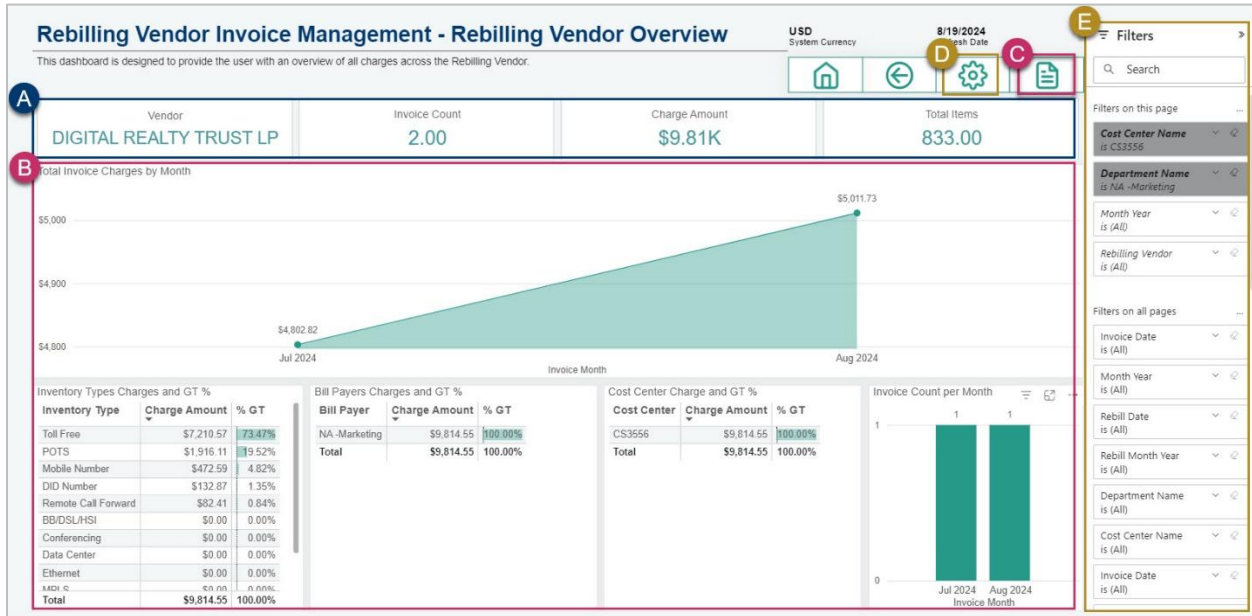 Rebilling Vendor Invoice Management - Rebilling Vendor Overview
This dashboard is designed to provide the user with an overview of all charges across the Rebilling Vendor.
USD
System Currency
8/19/2024
esh Date
A
B
C
D
E
Vendor
DIGITAL REALTY TRUST LP
Invoice Count
2.00
Charge Amount
$9.81K
Total Items
833.00
Total Invoice Charges by Month
$5,000
$4,900
$4,800
$4,802.82
$5,011.73
Jul 2024
Aug 2024
Invoice Month
Inventory Types Charges and GT %
Inventory Type Charge Amount % GT
Toll Free $7,210.57 73.47%
POTS $1,916.11 19.52%
Mobile Number $472.59 4.82%
DID Number $132.87 1.35%
Remote Call Forward $82.41 0.84%
BB/DSL/HSI $0.00 0.00%
Conferencing $0.00 0.00%
Data Center $0.00 0.00%
Ethernet $0.00 0.00%
MPLS $0.00 0.00%
Total $9,814.55 100.00%
Bill Payers Charges and GT %
Bill Payer Charge Amount % GT
NA -Marketing $9,814.55 100.00%
Total $9,814.55 100.00%
Cost Center Charge and GT %
Cost Center Charge Amount % GT
CS3556 $9,814.55 100.00%
Total $9,814.55 100.00%
Invoice Count per Month
1 1
1
0
Jul 2024 Aug 2024
Invoice Month
Filters
Search
Filters on this page
Cost Center Name
is CS3556
Department Name
is NA -Marketing
Month Year
is (All)
Rebilling Vendor
is (All)
Filters on all pages
Invoice Date
is (All)
Month Year
is (All)
Rebill Date
is (All)
Rebill Month Year
is (All)
Department Name
is (All)
Cost Center Name
is (All)
Invoice Date
is (All)